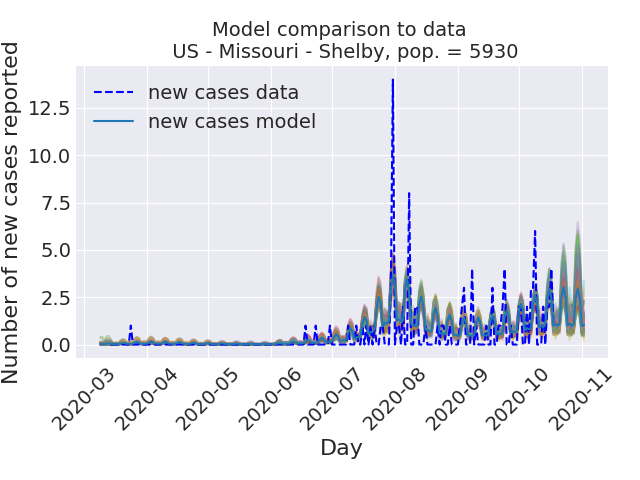 Model comparison to data
US - Missouri - Shelby, pop. = 5930
Number of new cases reported
12.5
10.0
7.5
5.0
2.5
0.0
new cases data
new cases model
2020-03
2020-04
2020-05
2020-06
2020-07
2020-08
2020-09
2020-10
2020-11
Day